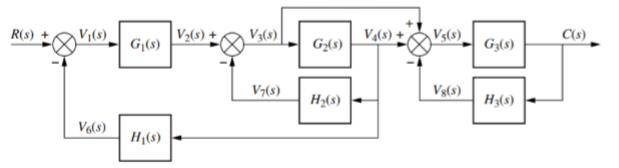 R(s) + V₁(s) G₁(s) V₂(s) + V₃(s) G₂(s) V₄(s) + + V₅(s) G₃(s) C(s)
− − −
V₇(s) H₂(s) V₈(s) H₃(s)
V₆(s) H₁(s)